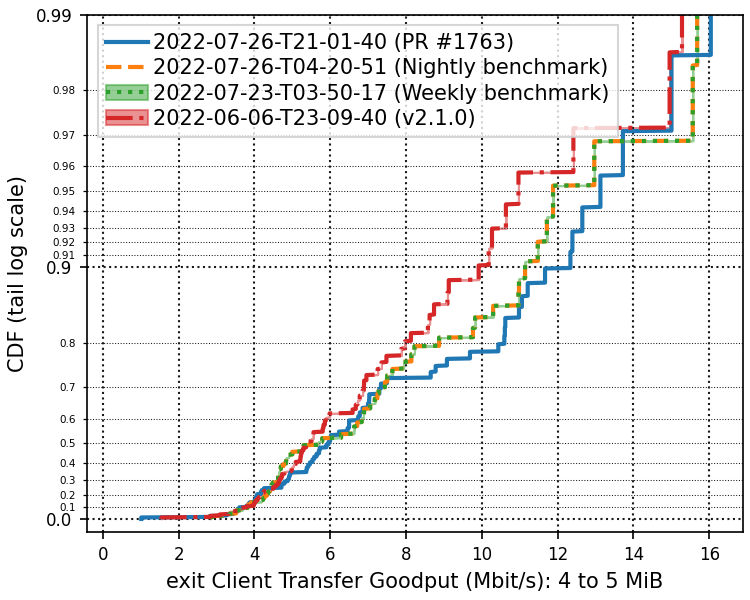 0.99
2022-07-26-T21-01-40 (PR #1763)
2022-07-26-T04-20-51 (Nightly benchmark)
2022-07-23-T03-50-17 (Weekly benchmark)
2022-06-06-T23-09-40 (v2.1.0)
0.98
0.97
0.96
0.95
0.94
0.93
0.92
0.91
0.9
0.8
0.7
0.6
0.5
0.4
0.3
0.2
0.1
0.0
CDF (tail log scale)
0 2 4 6 8 10 12 14 16
exit Client Transfer Goodput (Mbit/s): 4 to 5 MiB